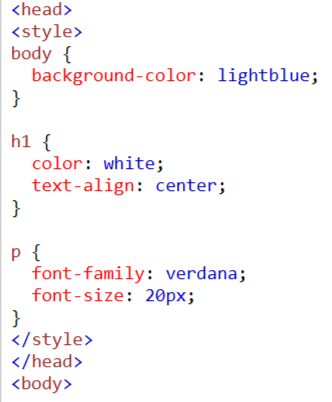 <head>
<style>
body {
  background-color: lightblue;
}

h1 {
  color: white;
  text-align: center;
}

p {
  font-family: verdana;
  font-size: 20px;
}
</style>
</head>
<body>